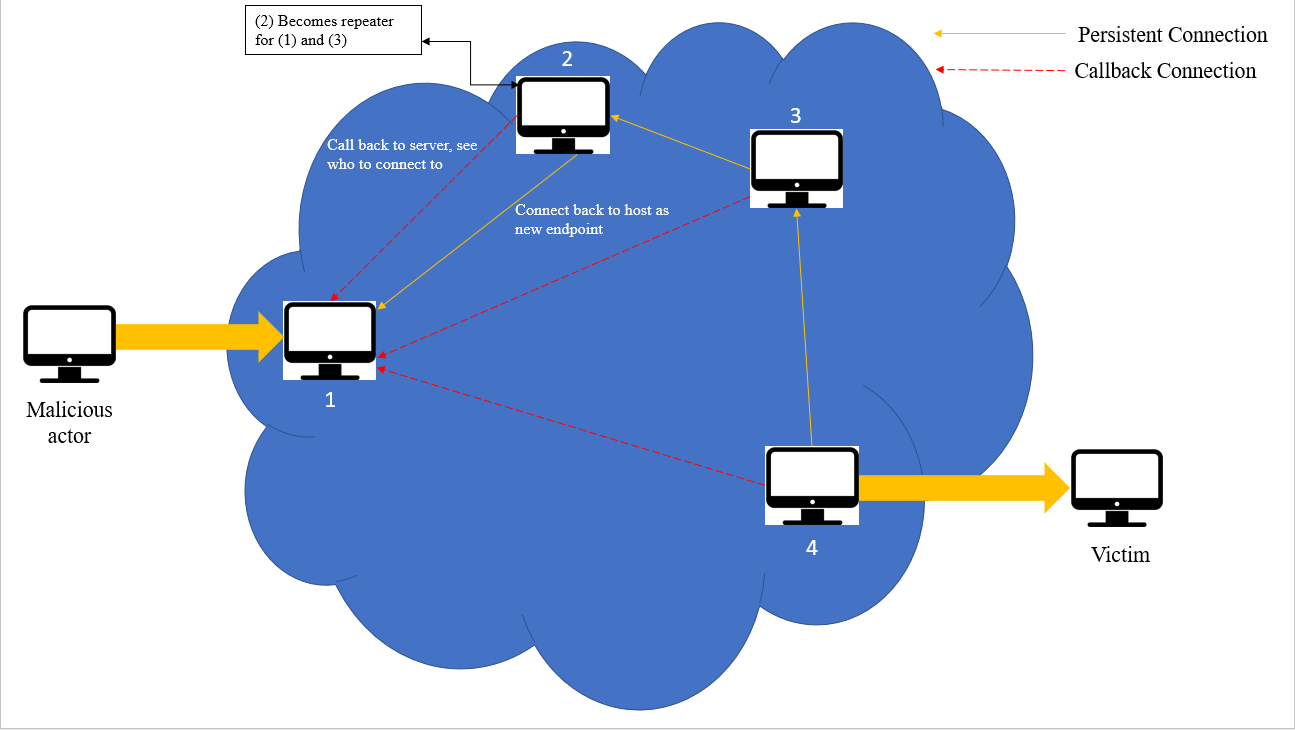 (2) Becomes repeater
for (1) and (3)
2
Persistent Connection
Callback Connection
3
Call back to server, see
who to connect to
Connect back to host as
new endpoint
1
Malicious
actor
4
Victim